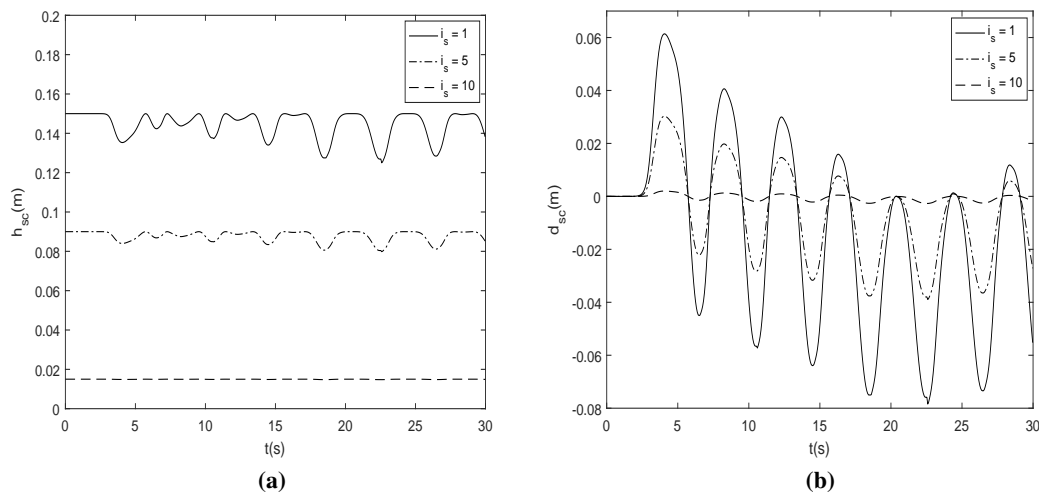 0.2
0.18
0.16
0.14
0.12
0.1
0.08
0.06
0.04
0.02
0
h_sc(m)
i_s = 1
i_s = 5
i_s = 10
0 5 10 15 20 25 30
t(s)
(a)
0.06
0.04
0.02
0
-0.02
-0.04
-0.06
-0.08
d_sc(m)
i_s = 1
i_s = 5
i_s = 10
0 5 10 15 20 25 30
t(s)
(b)